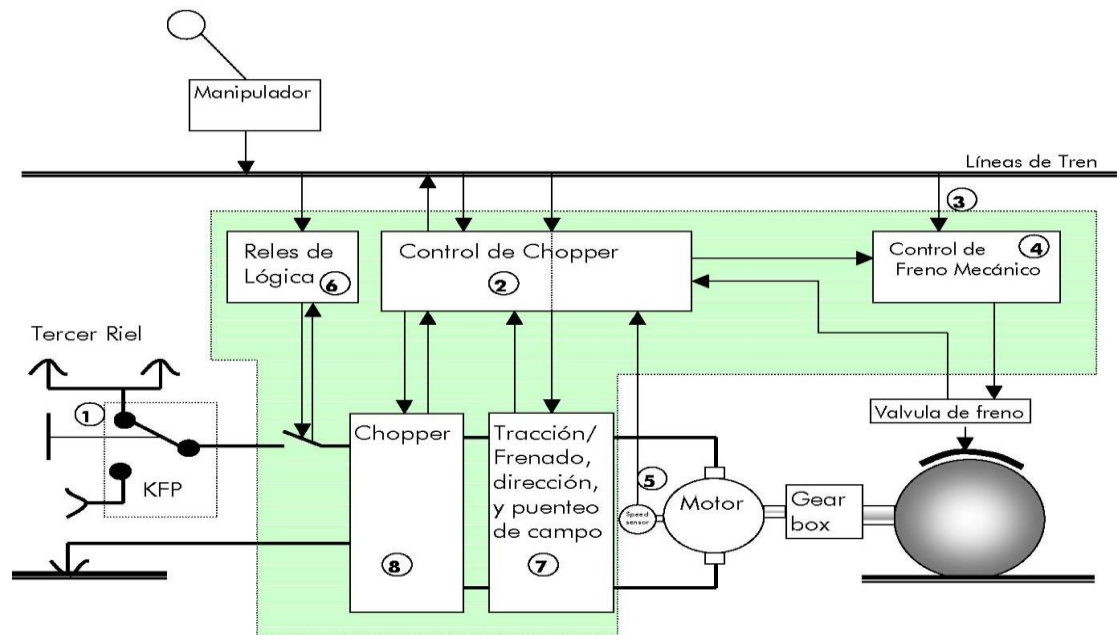 Manipulador
Líneas de Tren
3
Reles de
Lógica 6
Control de Chopper
2
Control de
Freno Mecánico
4
Tercer Riel
1
KFP
Chopper
8
Tracción/
Frenado,
dirección,
y puenteo
de campo
7
5
Speed
sensor
Motor
Gear
box
Valvula de freno